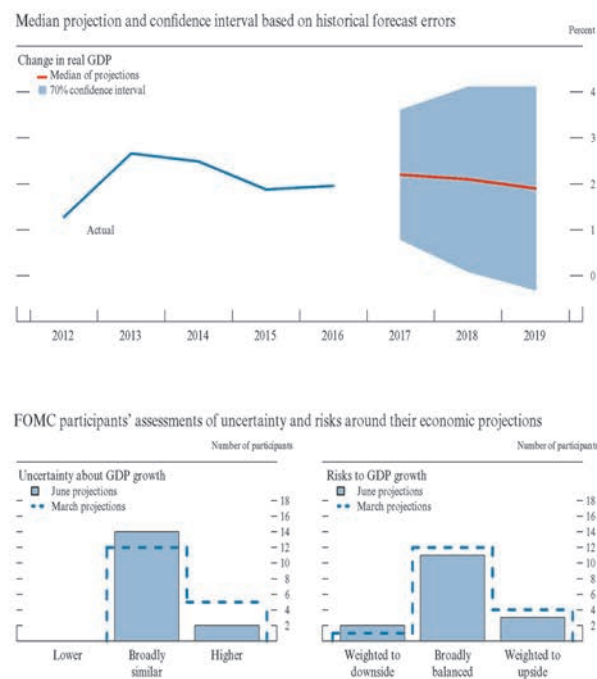 Median projection and confidence interval based on historical forecast errors
Percent
Change in real GDP
Median of projections
70% confidence interval
4
3
2
1
0
Actual
2012 2013 2014 2015 2016 2017 2018 2019
FOMC participants’ assessments of uncertainty and risks around their economic projections
Number of participants
Uncertainty about GDP growth
June projections
March projections
18
16
14
12
10
8
6
4
2
Lower Broadly similar Higher
Number of participants
Risks to GDP growth
June projections
March projections
18
16
14
12
10
8
6
4
2
Weighted to downside Broadly balanced Weighted to upside